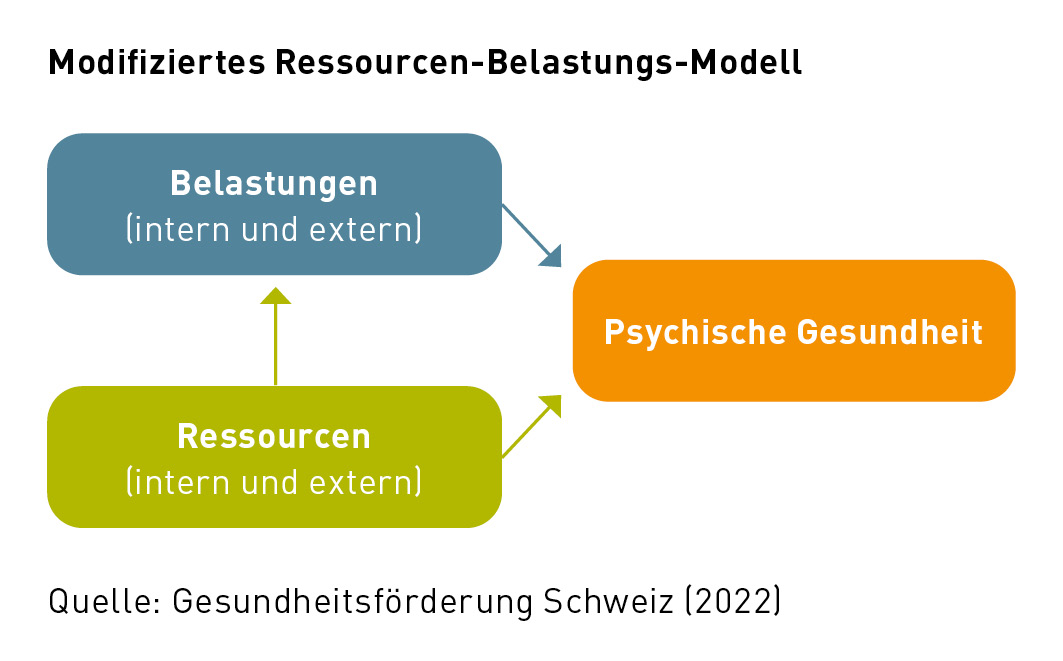 Modifiziertes Ressourcen-Belastungs-Modell
Belastungen
(intern und extern)
Psychische Gesundheit
Ressourcen
(intern und extern)
Quelle: Gesundheitsförderung Schweiz (2022)